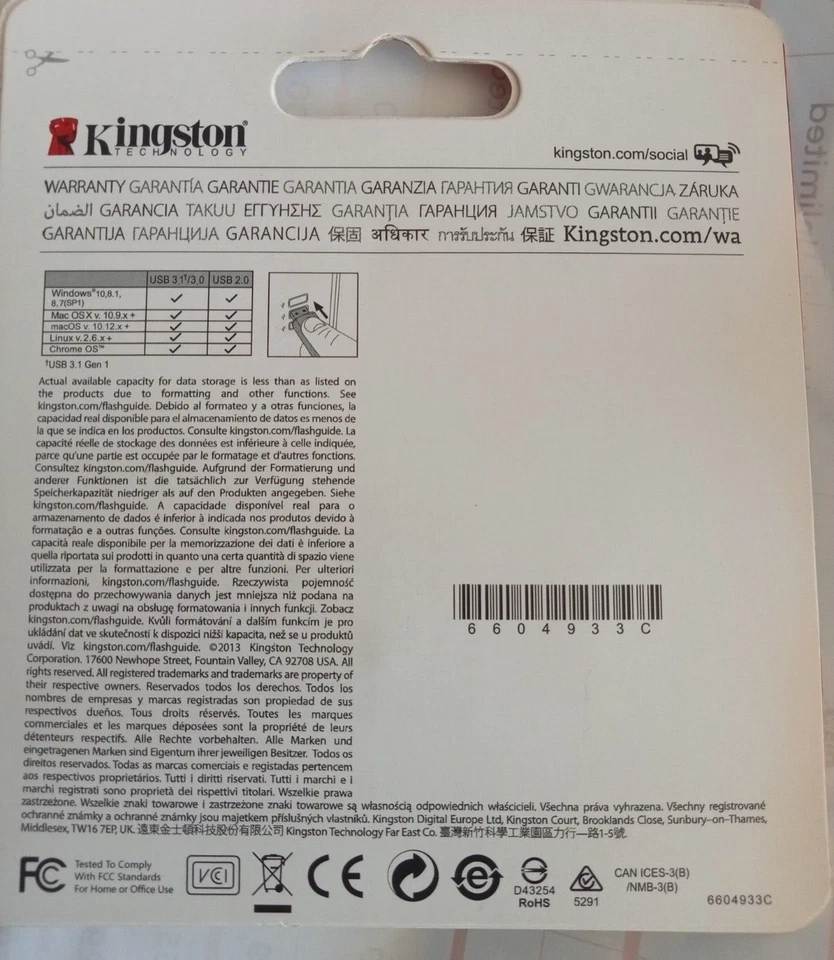 Kingston®
TECHNOLOGY
kingston.com/social
WARRANTY GARANTÍA GARANTIE GARANTIA GARANZIA ГАРАНТИЯ GARANTI GWARANCJA ZÁRUKA
الضمان GARANCIA TAKUU ΕΓΓΥΗΣΗΣ GARANŢIA ГАРАНЦИЯ JAMSTVO GARANTII GARANŢIE
GARANTIJA ГАРАНЦИЈА GARANCIJA 保固 अधिकार การรับประกัน 保証 Kingston.com/wa
USB 3.1†/3.0 USB 2.0
Windows® 10,8.1,
8,7(SP1) ✓ ✓
Mac OS X v. 10.9.x + ✓ ✓
macOS v. 10.12.x + ✓ ✓
Linux v.2.6.x + ✓ ✓
Chrome OS™ ✓ ✓
†USB 3.1 Gen 1
Actual available capacity for data storage is less than as listed on
the products due to formatting and other functions. See
kingston.com/flashguide. Debido al formateo y a otras funciones, la
capacidad real disponible para el almacenamiento de datos es menos de
la que se indica en los productos. Consulte kingston.com/flashguide. La
capacité réelle de stockage des données est inférieure à celle indiquée,
parce qu'une partie est occupée par le formatage et d'autres fonctions.
Consultez kingston.com/flashguide. Aufgrund der Formatierung und
anderer Funktionen ist die tatsächlich zur Verfügung stehende
Speicherkapazität niedriger als auf den Produkten angegeben. Siehe
kingston.com/flashguide. A capacidade disponível real para o
armazenamento de dados é inferior à indicada nos produtos devido à
formatação e a outras funções. Consulte kingston.com/flashguide. La
capacità reale disponibile per la memorizzazione dei dati è inferiore a
quella riportata sui prodotti in quanto una certa quantità di spazio viene
utilizzata per la formattazione e per altre funzioni. Per ulteriori
informazioni, kingston.com/flashguide. Rzeczywista pojemność
dostępna do przechowywania danych jest mniejsza niż podana na
produktach z uwagi na obsługę formatowania i innych funkcji. Zobacz
kingston.com/flashguide. Kvůli formátování a dalším funkcím je pro
ukládání dat ve skutečnosti k dispozici nižší kapacita, než se u produktů
uvádí. Viz kingston.com/flashguide. ©2013 Kingston Technology
Corporation. 17600 Newhope Street, Fountain Valley, CA 92708 USA. All
rights reserved. All registered trademarks and trademarks are property of
their respective owners. Reservados todos los derechos. Todos los
nombres de empresas y marcas registradas son propiedad de sus
respectivos dueños. Tous droits réservés. Toutes les marques
commerciales et les marques déposées sont la propriété de leurs
détenteurs respectifs. Alle Rechte vorbehalten. Alle Marken und
eingetragenen Marken sind Eigentum ihrer jeweiligen Besitzer. Todos os
direitos reservados. Todas as marcas comerciais e registadas pertencem
aos respectivos proprietários. Tutti i diritti riservati. Tutti i marchi e i
marchi registrati sono proprietà dei rispettivi titolari. Wszelkie prawa
zastrzeżone. Wszelkie znaki towarowe i zastrzeżone znaki towarowe są własnością odpowiednich właścicieli. Všechna práva vyhrazena. Všechny registrované
ochranné známky a ochranné známky jsou majetkem příslušných vlastníků. Kingston Digital Europe Ltd, Kingston Court, Brooklands Close, Sunbury-on-Thames,
Middlesex, TW16 7EP, UK. 遠東金士頓科技股份有限公司 Kingston Technology Far East Co. 臺灣新竹科學工業園區力行一路1-5號
6604933C
FC Tested To Comply
With FCC Standards
For Home or Office Use
VCI
CE
e
D43254
RoHS
5291
CAN ICES-3(B)
/NMB-3(B)
6604933C